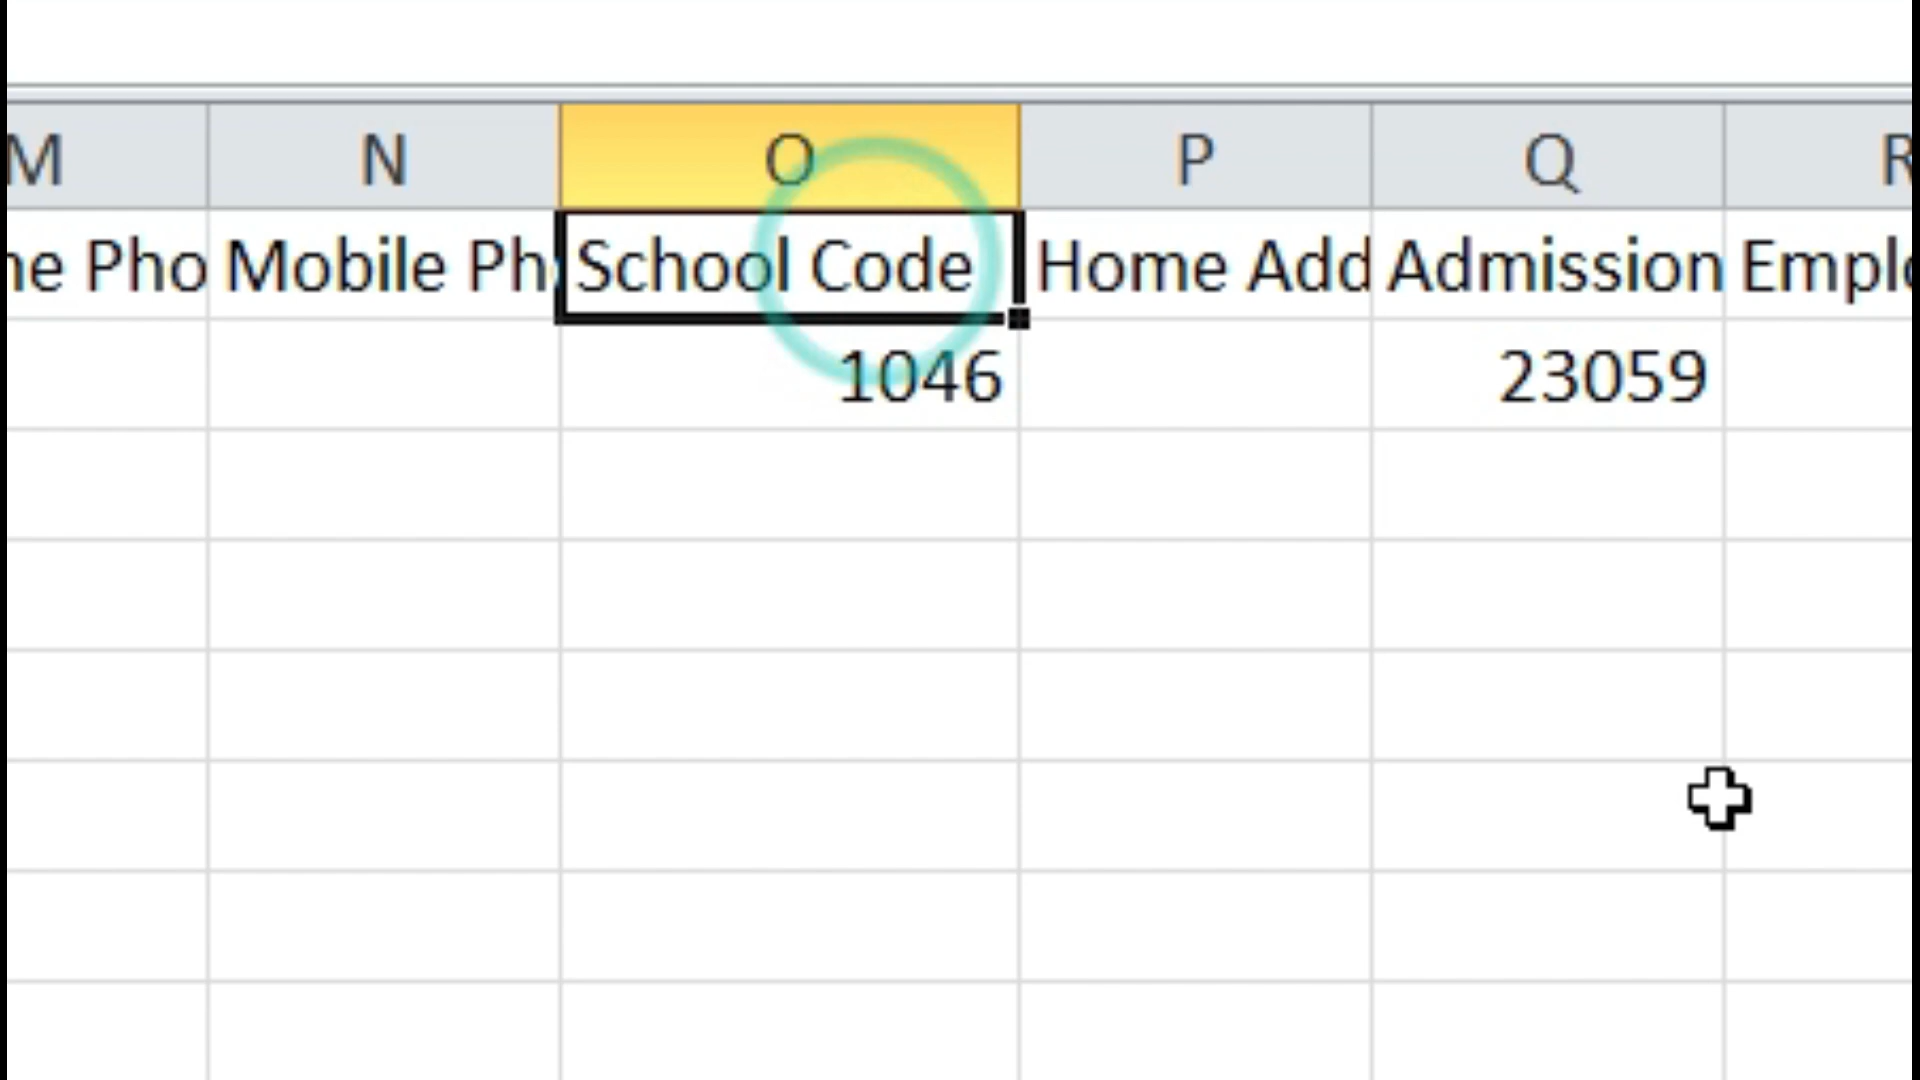 M N O P Q R
ne Pho Mobile Ph School Code Home Add Admission Emplo
1046 23059